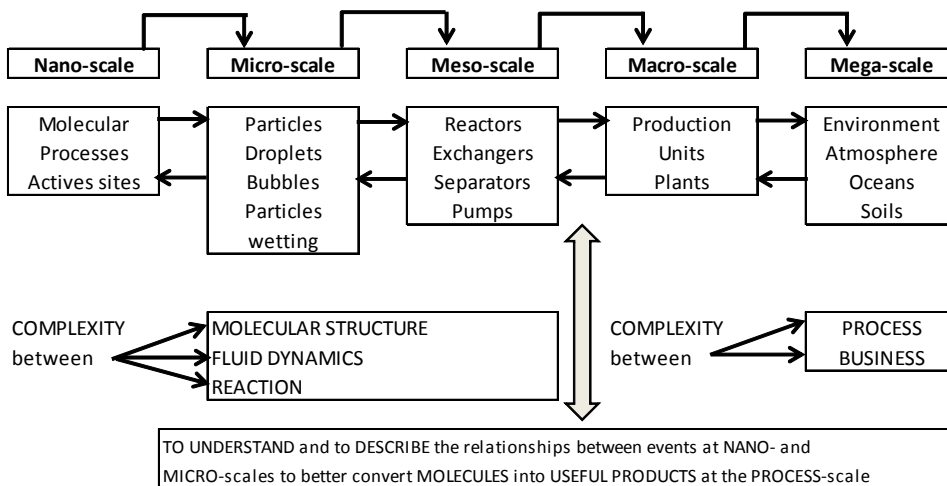 Nano-scale
Micro-scale
Meso-scale
Macro-scale
Mega-scale
Molecular
Processes
Actives sites
Particles
Droplets
Bubbles
Particles
wetting
Reactors
Exchangers
Separators
Pumps
Production
Units
Plants
Environment
Atmosphere
Oceans
Soils
COMPLEXITY
between
MOLECULAR STRUCTURE
FLUID DYNAMICS
REACTION
COMPLEXITY
between
PROCESS
BUSINESS
TO UNDERSTAND and to DESCRIBE the relationships between events at NANO- and
MICRO-scales to better convert MOLECULES into USEFUL PRODUCTS at the PROCESS-scale